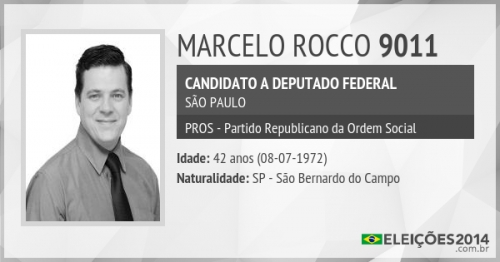 MARCELO ROCCO 9011
CANDIDATO A DEPUTADO FEDERAL
SÃO PAULO
PROS - Partido Republicano da Ordem Social
Idade: 42 anos (08-07-1972)
Naturalidade: SP - São Bernardo do Campo
ELEIÇÕES2014
.com.br